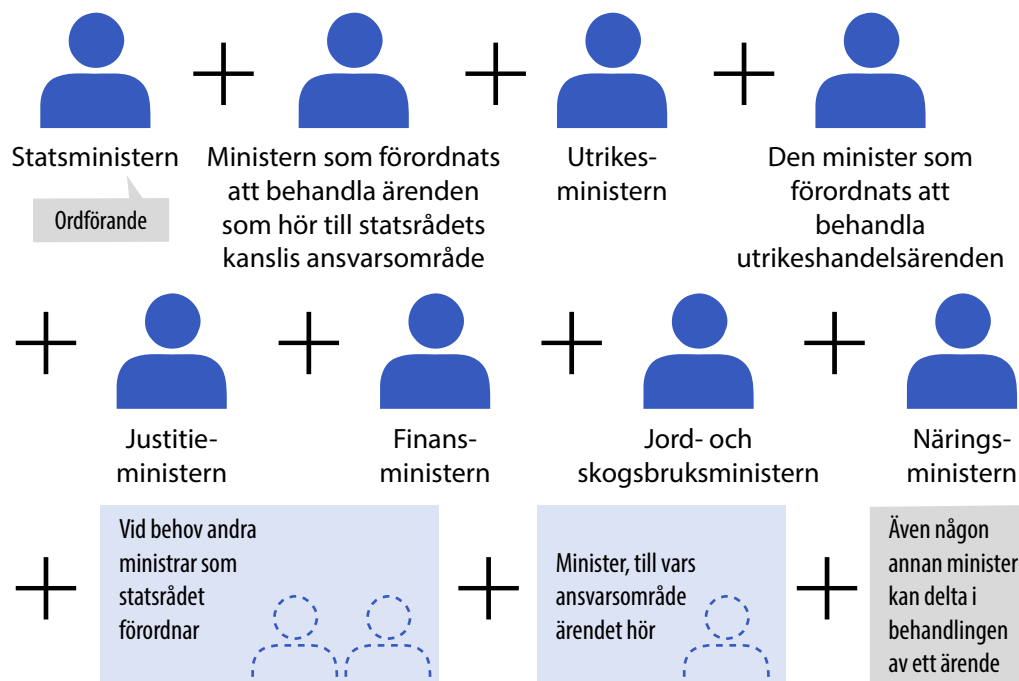 Statsministern
Ordförande
Ministern som förordnats
att behandla ärenden
som hör till statsrådets
kanslis ansvarsområde
Utrikes-
ministern
Den minister som
förordnats att
behandla
utrikeshandelsärenden
Justitie-
ministern
Finans-
ministern
Jord- och
skogsbruksministern
Närings-
ministern
Vid behov andra
ministrar som
statsrådet
förordnar
Minister, till vars
ansvarsområde
ärendet hör
Även någon
annan minister
kan delta i
behandlingen
av ett ärende